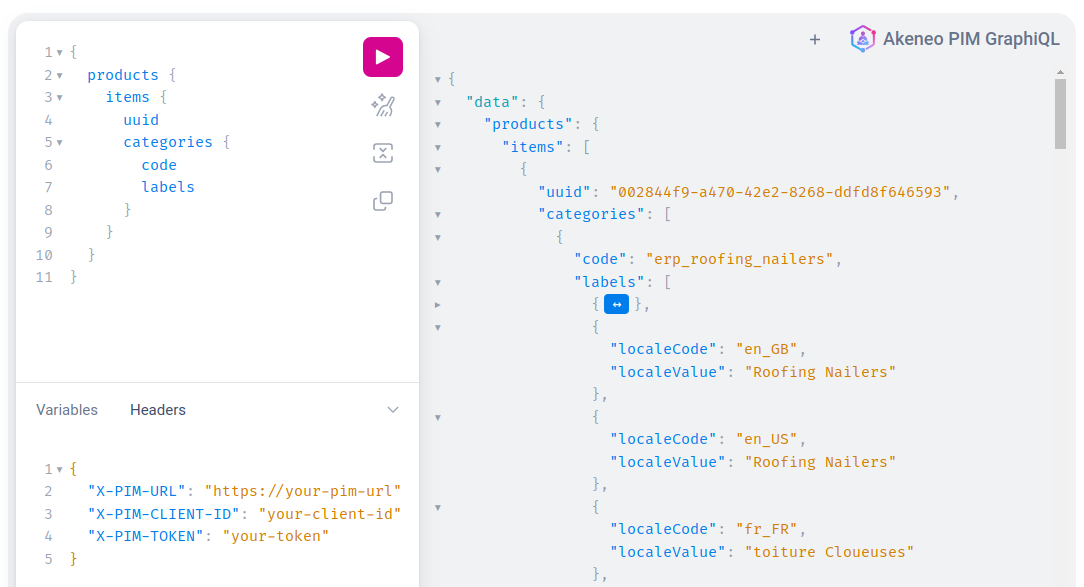 1 {
2 products {
3 items {
4 uuid
5 categories {
6 code
7 labels
8 }
9 }
10 }
11 }
Variables Headers
1 {
2 "X-PIM-URL": "https://your-pim-url"
3 "X-PIM-CLIENT-ID": "your-client-id"
4 "X-PIM-TOKEN": "your-token"
5 }
+ Akeneo PIM GraphiQL
{
"data": {
"products": {
"items": [
{
"uuid": "002844f9-a470-42e2-8268-ddfd8f646593",
"categories": [
{
"code": "erp_roofing_nailers",
"labels": [
{ ↔ },
{
"localeCode": "en_GB",
"localeValue": "Roofing Nailers"
},
{
"localeCode": "en_US",
"localeValue": "Roofing Nailers"
},
{
"localeCode": "fr_FR",
"localeValue": "toiture Cloueuses"
},